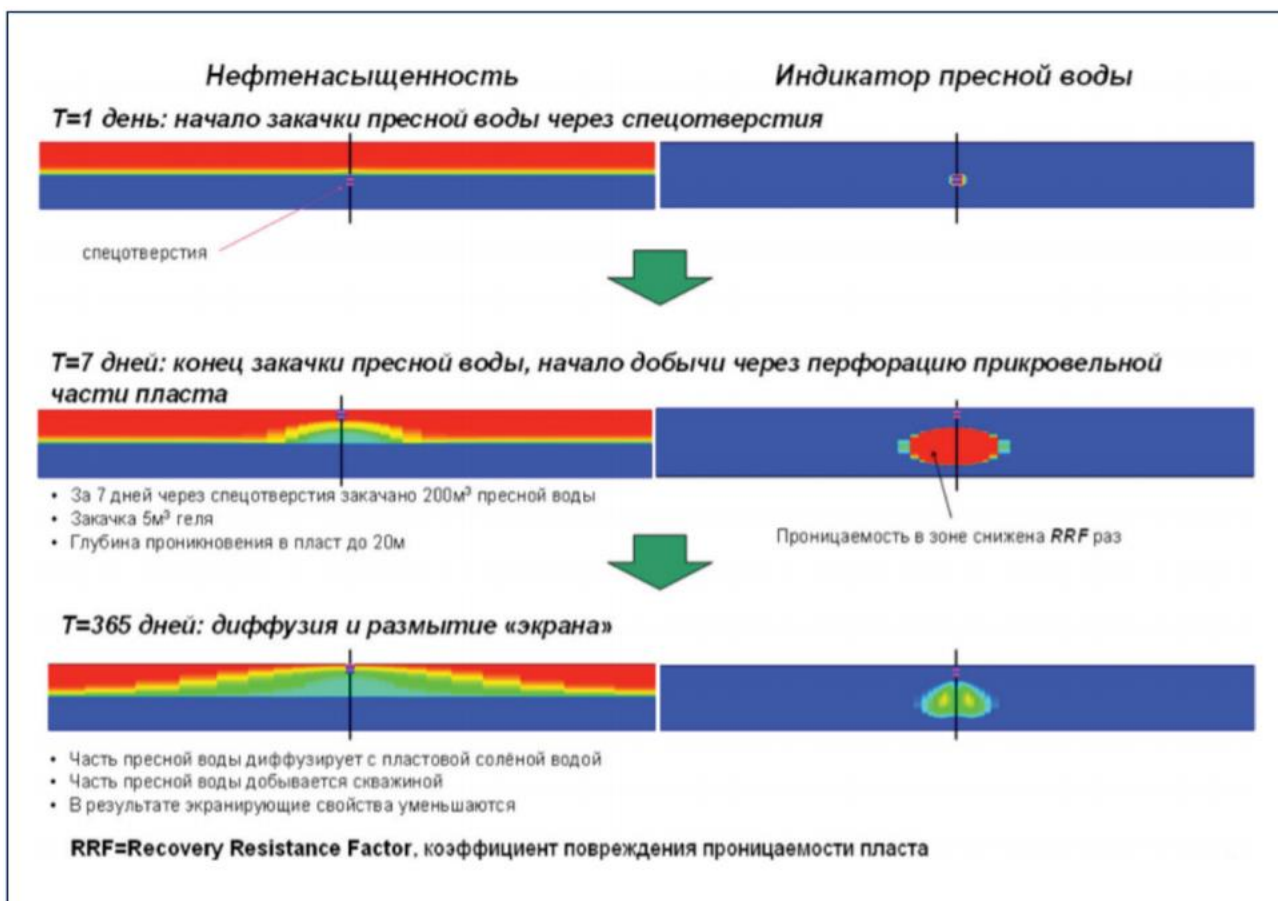 Нефтенасыщенность
Индикатор пресной воды
T=1 день: начало закачки пресной воды через спецотверстия
спецотверстия
T=7 дней: конец закачки пресной воды, начало добычи через перфорацию прикровельной
части пласта
• За 7 дней через спецотверстия закачано 200м³ пресной воды
• Закачка 5м³ геля
• Глубина проникновения в пласт до 20м
Проницаемость в зоне снижена RRF раз
T=365 дней: диффузия и размытие «экрана»
• Часть пресной воды диффузирует с пластовой солёной водой
• Часть пресной воды добывается скважиной
• В результате экранирующие свойства уменьшаются
RRF=Recovery Resistance Factor, коэффициент повреждения проницаемости пласта